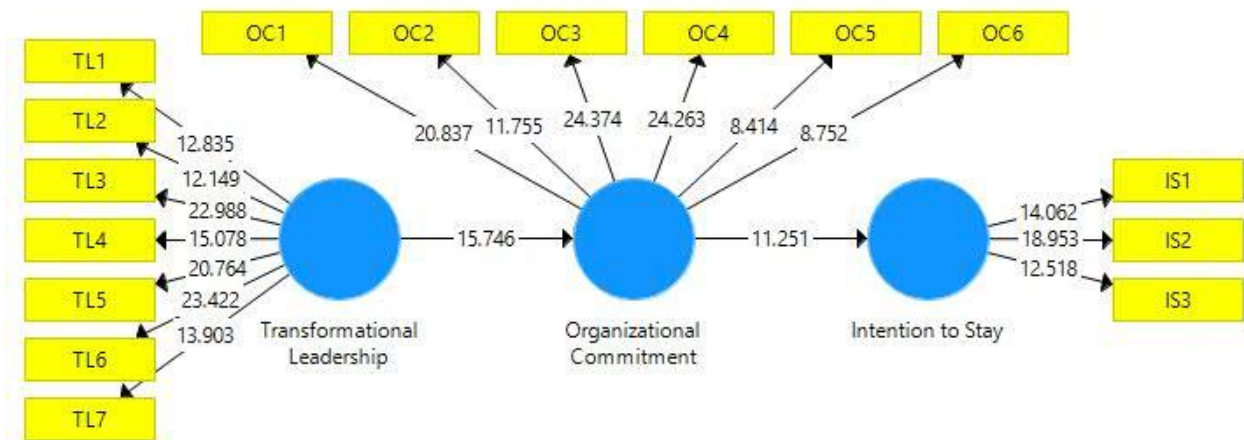 OC1
OC2
OC3
OC4
OC5
OC6
TL1
TL2
TL3
TL4
TL5
TL6
TL7
12.835
12.149
22.988
15.078
20.764
23.422
13.903
20.837
11.755
24.374
24.263
8.414
8.752
15.746
11.251
14.062
18.953
12.518
IS1
IS2
IS3
Transformational
Leadership
Organizational
Commitment
Intention to Stay